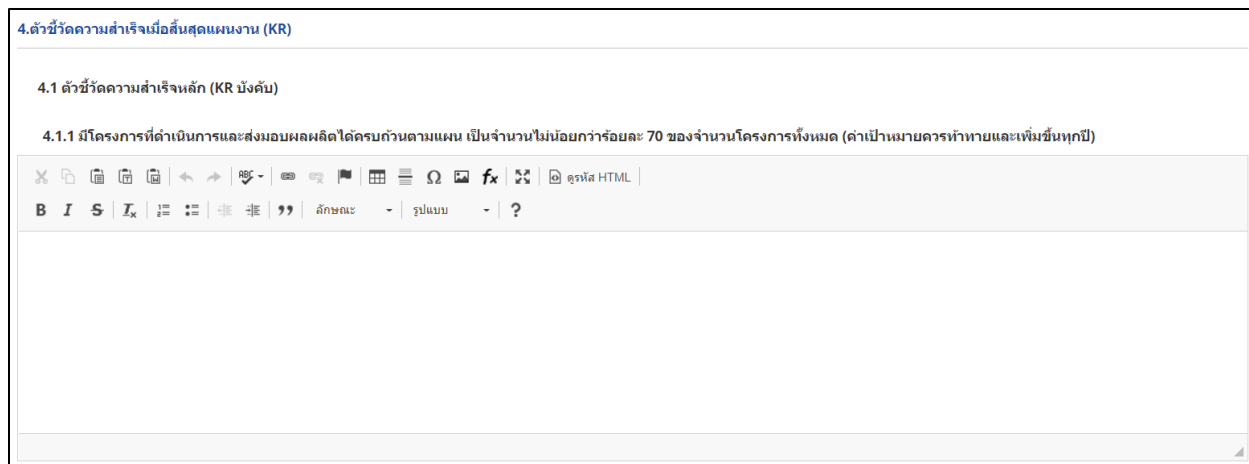 4.ตัวชี้วัดความสำเร็จเมื่อสิ้นสุดแผนงาน (KR)
4.1 ตัวชี้วัดความสำเร็จหลัก (KR บังคับ)
4.1.1 มีโครงการที่ดำเนินการและส่งมอบผลผลิตได้ครบถ้วนตามแผน เป็นจำนวนไม่น้อยกว่าร้อยละ 70 ของจำนวนโครงการทั้งหมด (ค่าเป้าหมายควรท้าทายและเพิ่มขึ้นทุกปี)
ABC Ω fx ดูรหัส HTML
B I S Ix ลักษณะ รูปแบบ ?